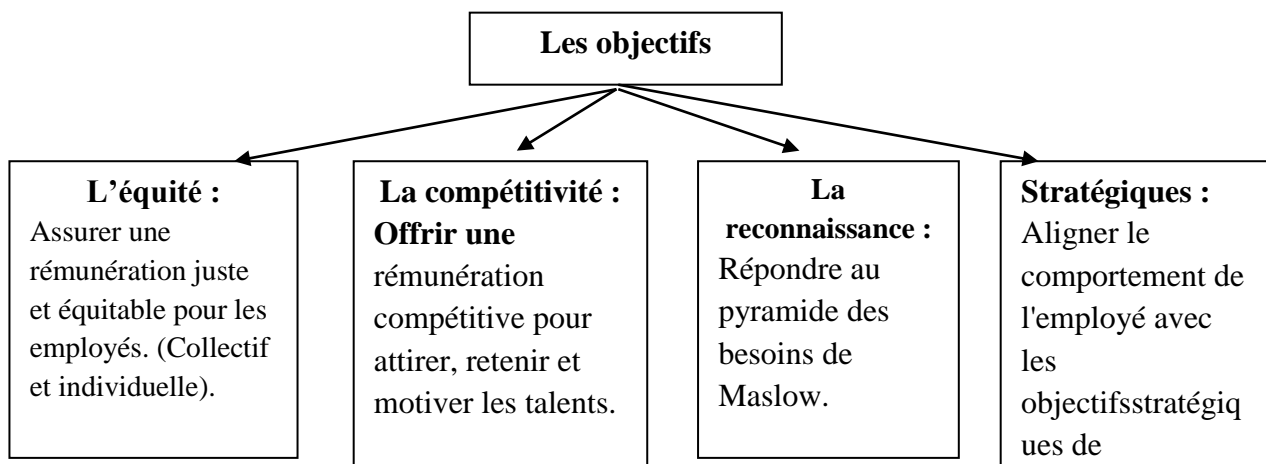 Les objectifs
L’équité :
Assurer une
rémunération juste
et équitable pour les
employés. (Collectif
et individuelle).
La compétitivité :
Offrir une
rémunération
compétitive pour
attirer, retenir et
motiver les talents.
La
reconnaissance :
Répondre au
pyramide des
besoins de
Maslow.
Stratégiques :
Aligner le
comportement de
l'employé avec
les
objectifsstratégiq
ues de